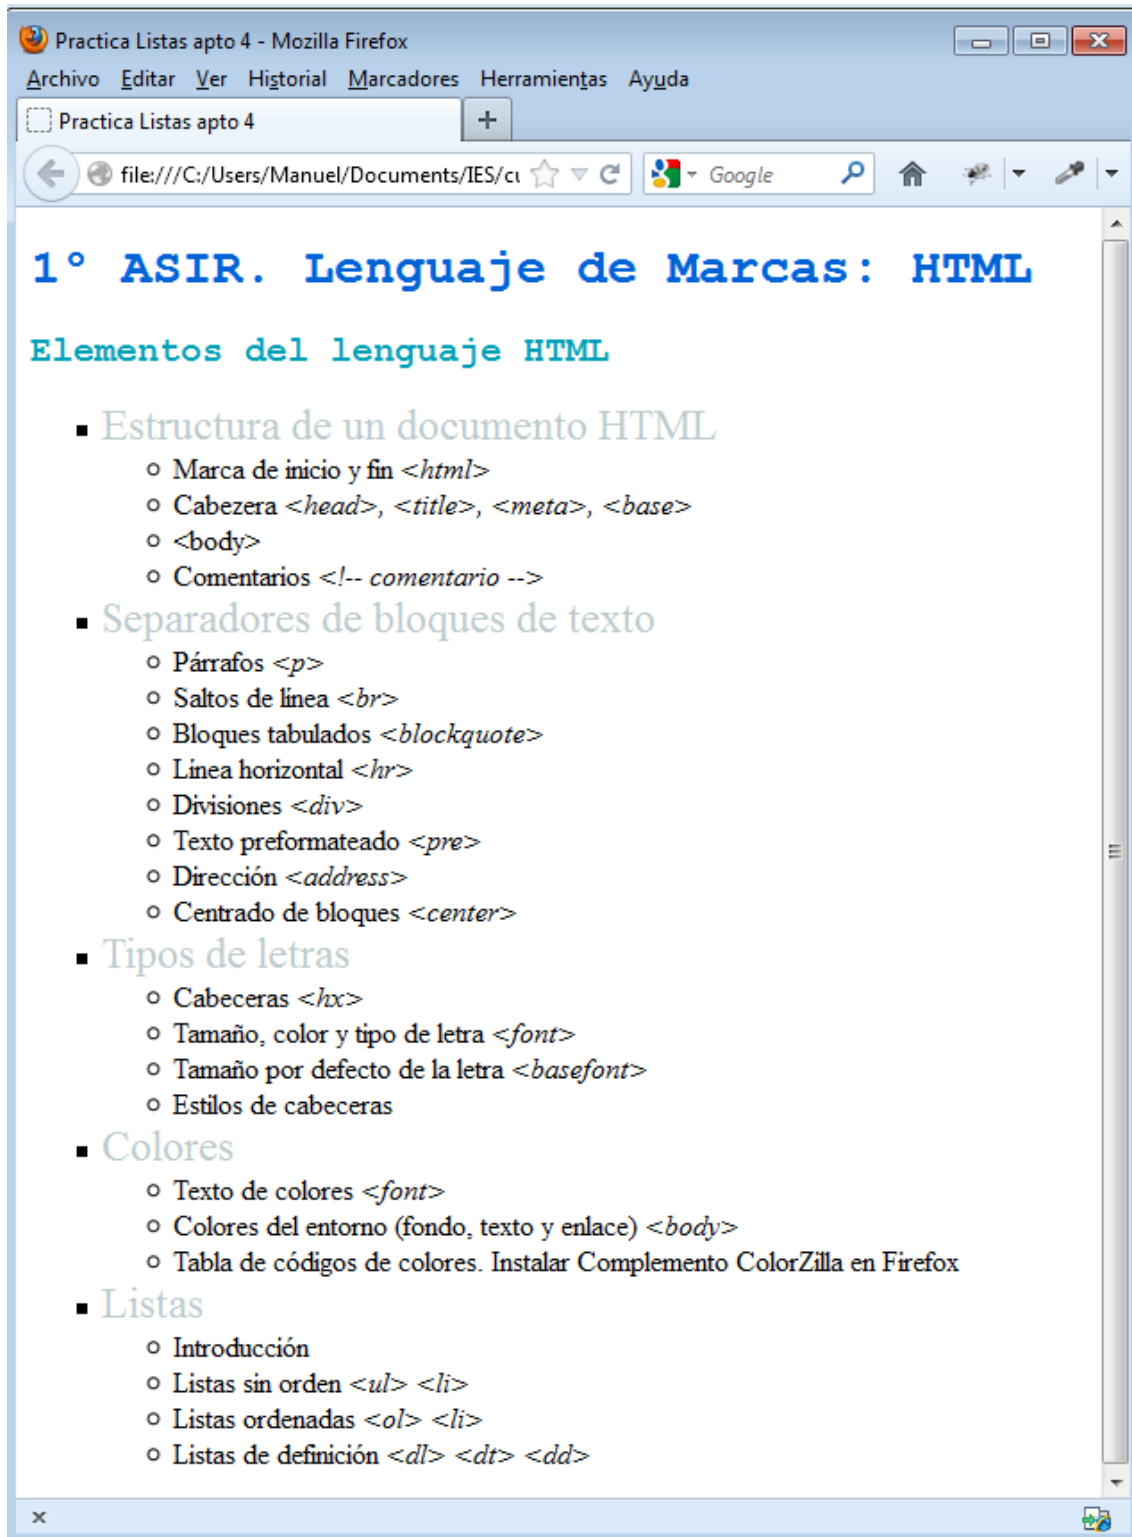 Practica Listas apto 4 - Mozilla Firefox
Archivo Editar Ver Historial Marcadores Herramientas Ayuda
Practica Listas apto 4
file:///C:/Users/Manuel/Documents/IES/cu
Google
1° ASIR. Lenguaje de Marcas: HTML
Elementos del lenguaje HTML
Estructura de un documento HTML
Marca de inicio y fin <html>
Cabezera <head>, <title>, <meta>, <base>
<body>
Comentarios <!-- comentario -->
Separadores de bloques de texto
Párrafos <p>
Saltos de línea <br>
Bloques tabulados <blockquote>
Línea horizontal <hr>
Divisiones <div>
Texto preformateado <pre>
Dirección <address>
Centrado de bloques <center>
Tipos de letras
Cabeceras <hx>
Tamaño, color y tipo de letra <font>
Tamaño por defecto de la letra <basefont>
Estilos de cabeceras
Colores
Texto de colores <font>
Colores del entorno (fondo, texto y enlace) <body>
Tabla de códigos de colores. Instalar Complemento ColorZilla en Firefox
Listas
Introducción
Listas sin orden <ul> <li>
Listas ordenadas <ol> <li>
Listas de definición <dl> <dt> <dd>